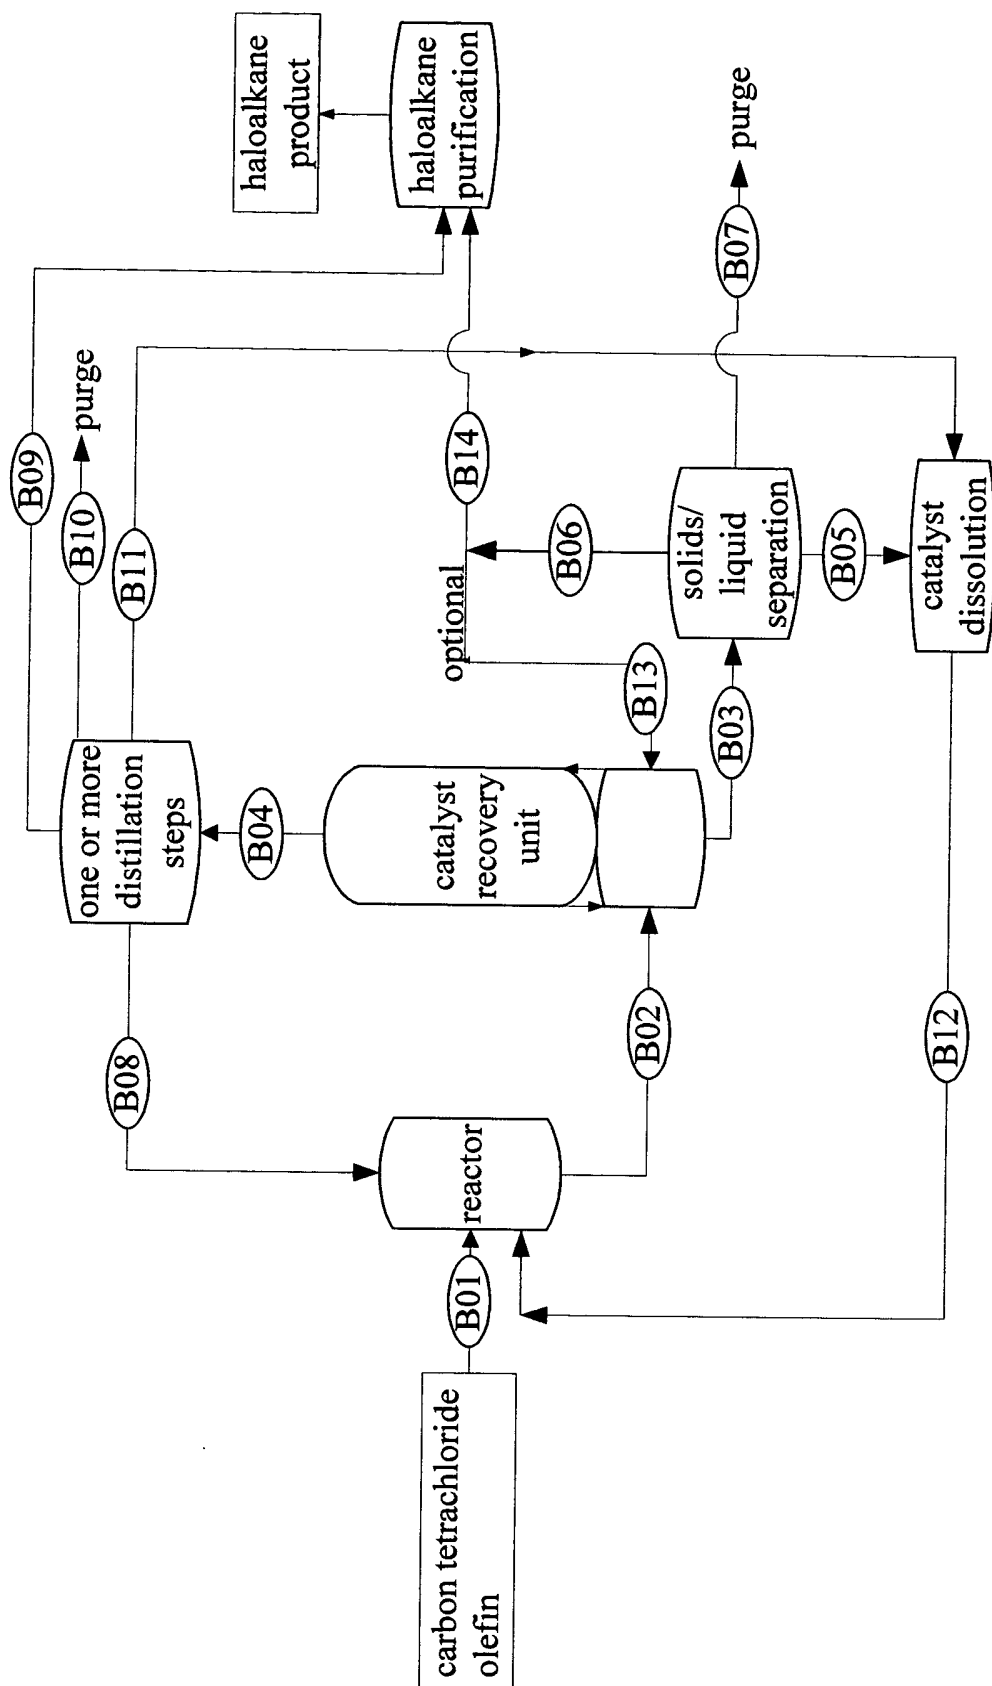 carbon tetrachloride
olefin
B01
reactor
B08
B02
B12
one or more
distillation
steps
B04
catalyst
recovery
unit
B03
B13
optional
B09
B10
purge
B11
B14
B06
solids/
liquid
separation
B05
catalyst
dissolution
B07
purge
haloalkane
purification
haloalkane
product